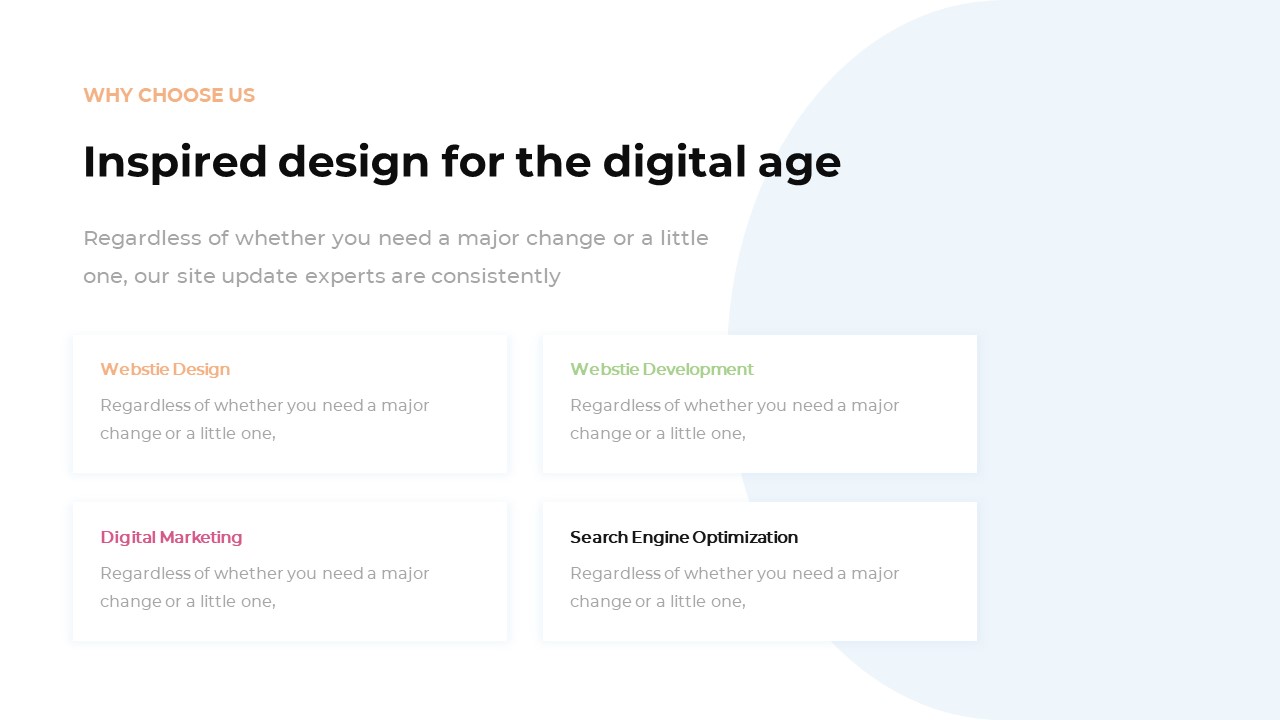 WHY CHOOSE US
Inspired design for the digital age
Regardless of whether you need a major change or a little
one, our site update experts are consistently
Webstie Design
Regardless of whether you need a major
change or a little one,
Webstie Development
Regardless of whether you need a major
change or a little one,
Digital Marketing
Regardless of whether you need a major
change or a little one,
Search Engine Optimization
Regardless of whether you need a major
change or a little one,